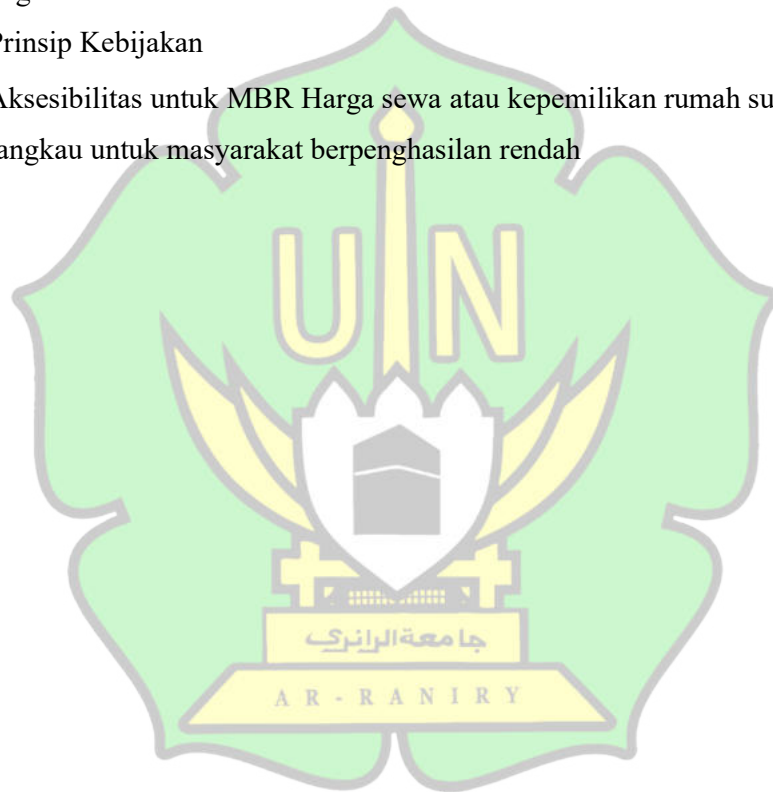 Prinsip Kebijakan
Aksesibilitas untuk MBR Harga sewa atau kepemilikan rumah su
angkau untuk masyarakat berpenghasilan rendah
UIN
جامعة الرانري
AR-RANIRY